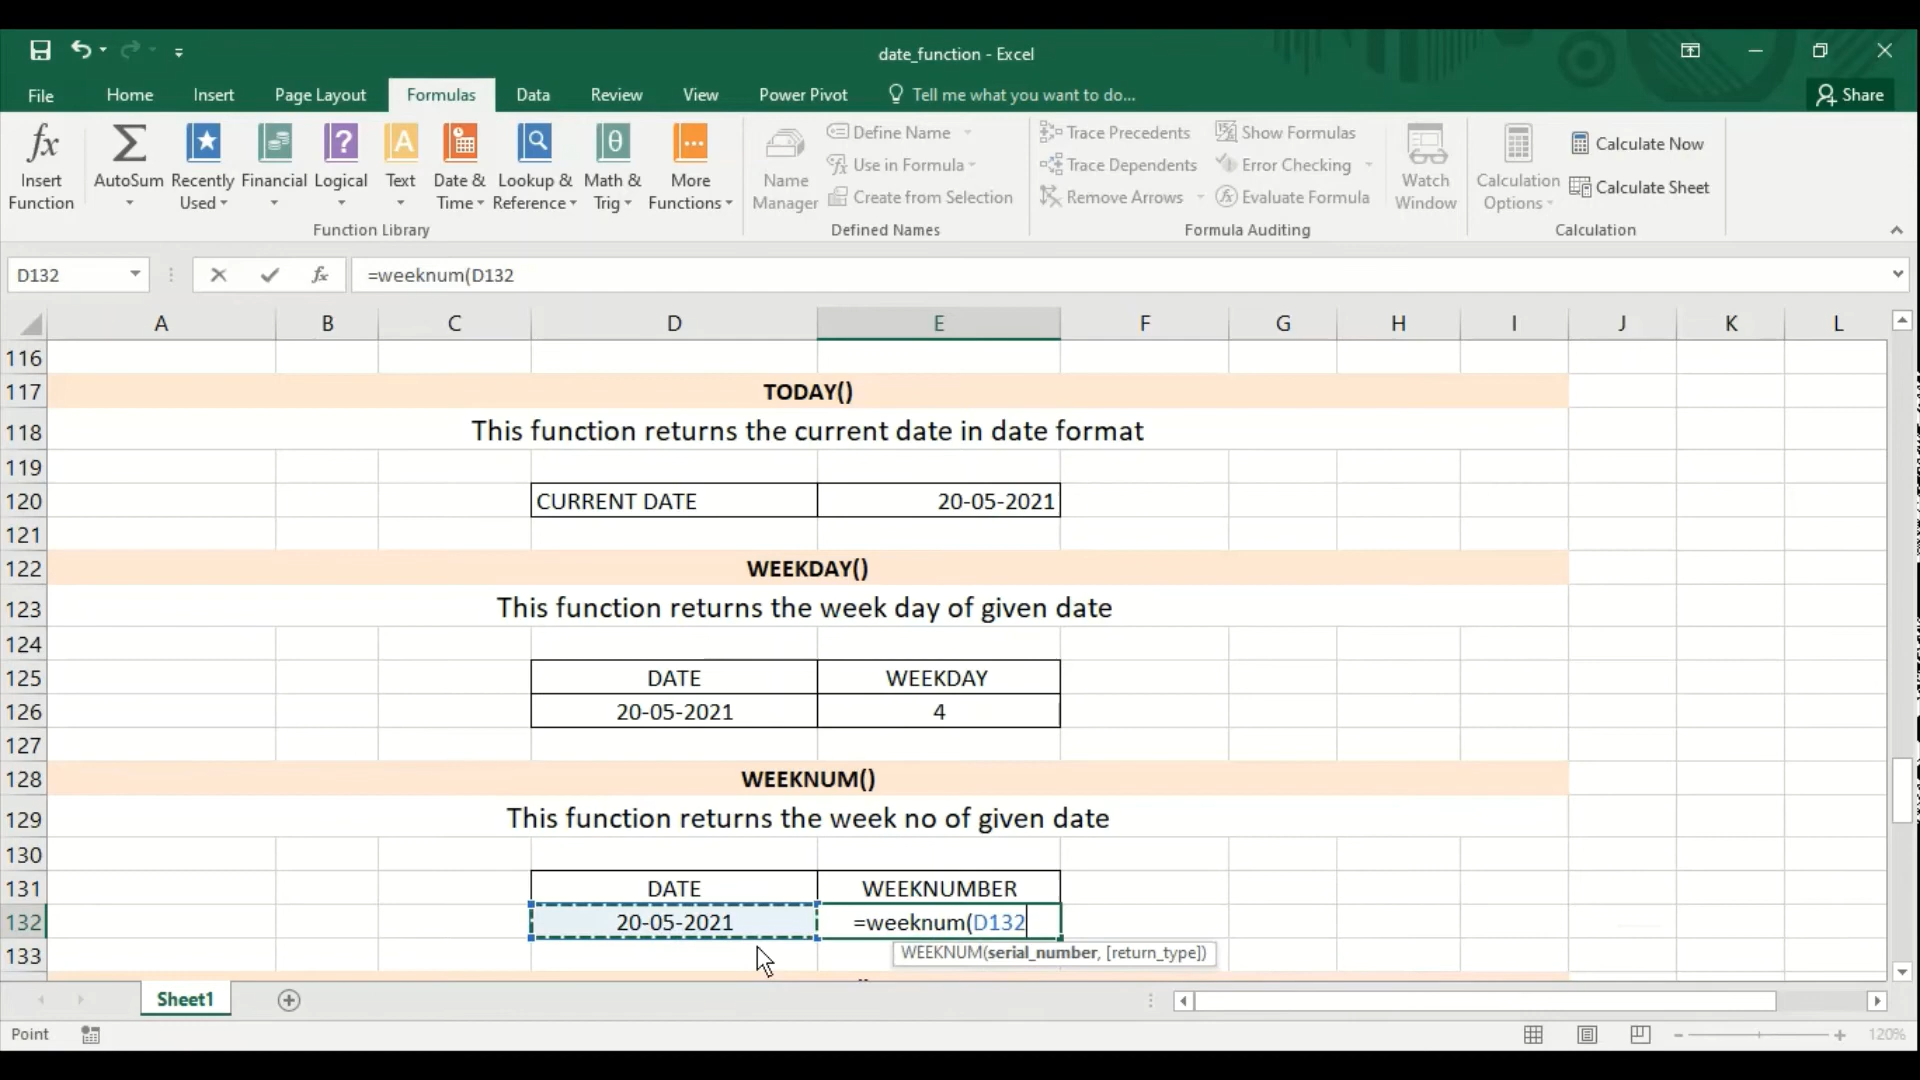 date_function - Excel
File Home Insert Page Layout Formulas Data Review View Power Pivot Tell me what you want to do... Share
Insert Function AutoSum Recently Used Financial Logical Text Date & Time Lookup & Reference Math & Trig More Functions
Function Library
Name Manager Define Name Use in Formula Create from Selection
Defined Names
Trace Precedents Trace Dependents Remove Arrows Show Formulas Error Checking Evaluate Formula
Formula Auditing
Watch Window
Calculation Options Calculate Now Calculate Sheet
Calculation
D132 fx =weeknum(D132
A B C D E F G H I J K L
116
117 TODAY()
118 This function returns the current date in date format
119
120 CURRENT DATE 20-05-2021
121
122 WEEKDAY()
123 This function returns the week day of given date
124
125 DATE WEEKDAY
126 20-05-2021 4
127
128 WEEKNUM()
129 This function returns the week no of given date
130
131 DATE WEEKNUMBER
132 20-05-2021 =weeknum(D132
133 WEEKNUM(serial_number, [return_type])
Sheet1
Point 120%